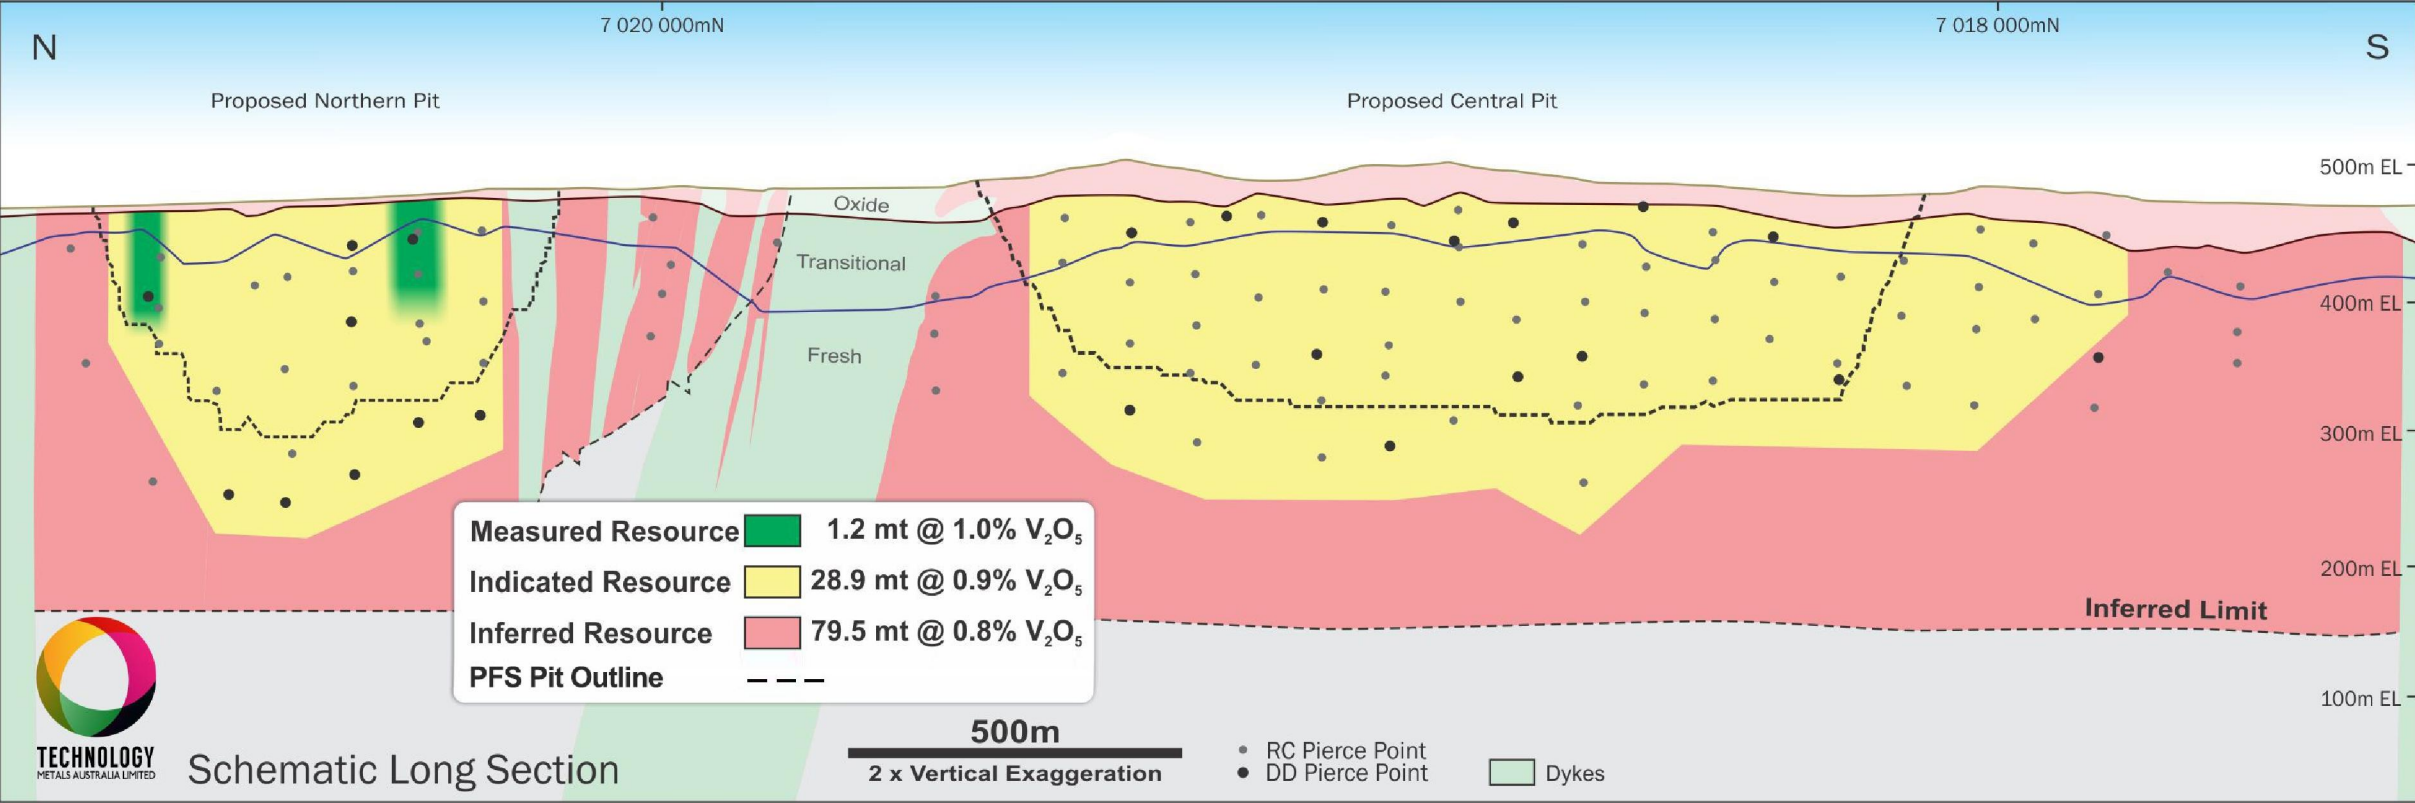 7 020 000mN
7 018 000mN
N
S
Proposed Northern Pit
Proposed Central Pit
500m EL
Oxide
Transitional
400m EL
Fresh
300m EL
Measured Resource 1.2 mt @ 1.0% V₂O₅
Indicated Resource 28.9 mt @ 0.9% V₂O₅
Inferred Resource 79.5 mt @ 0.8% V₂O₅
PFS Pit Outline
200m EL
Inferred Limit
100m EL
TECHNOLOGY
METALS AUSTRALIA LIMITED
Schematic Long Section
500m
2 x Vertical Exaggeration
RC Pierce Point
DD Pierce Point
Dykes